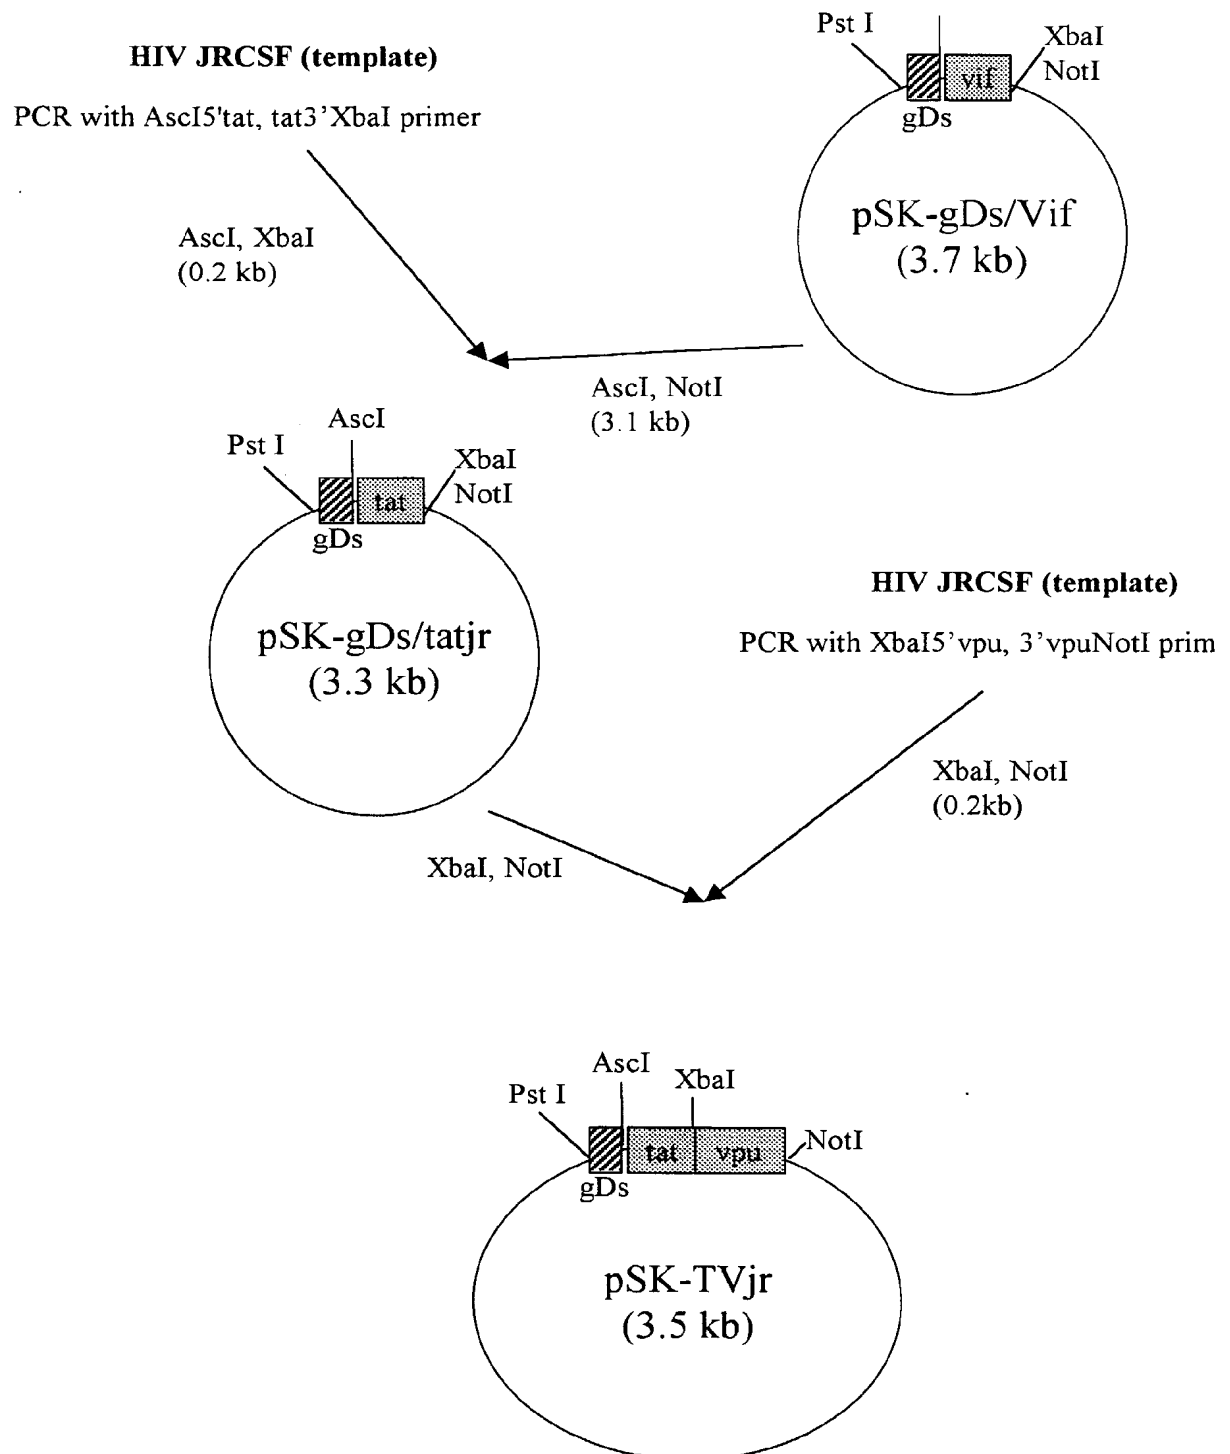 Pst I
XbaI
NotI
vif
gDs
HIV JRCSF (template)
PCR with AscI5'tat, tat3'XbaI primer
pSK-gDs/Vif
(3.7 kb)
AscI, XbaI
(0.2 kb)
AscI, NotI
(3.1 kb)
AscI
Pst I
XbaI
NotI
tat
gDs
pSK-gDs/tatjr
(3.3 kb)
HIV JRCSF (template)
PCR with XbaI5'vpu, 3'vpuNotI prim
XbaI, NotI
(0.2kb)
XbaI, NotI
AscI
XbaI
Pst I
NotI
tat
vpu
gDs
pSK-TVjr
(3.5 kb)